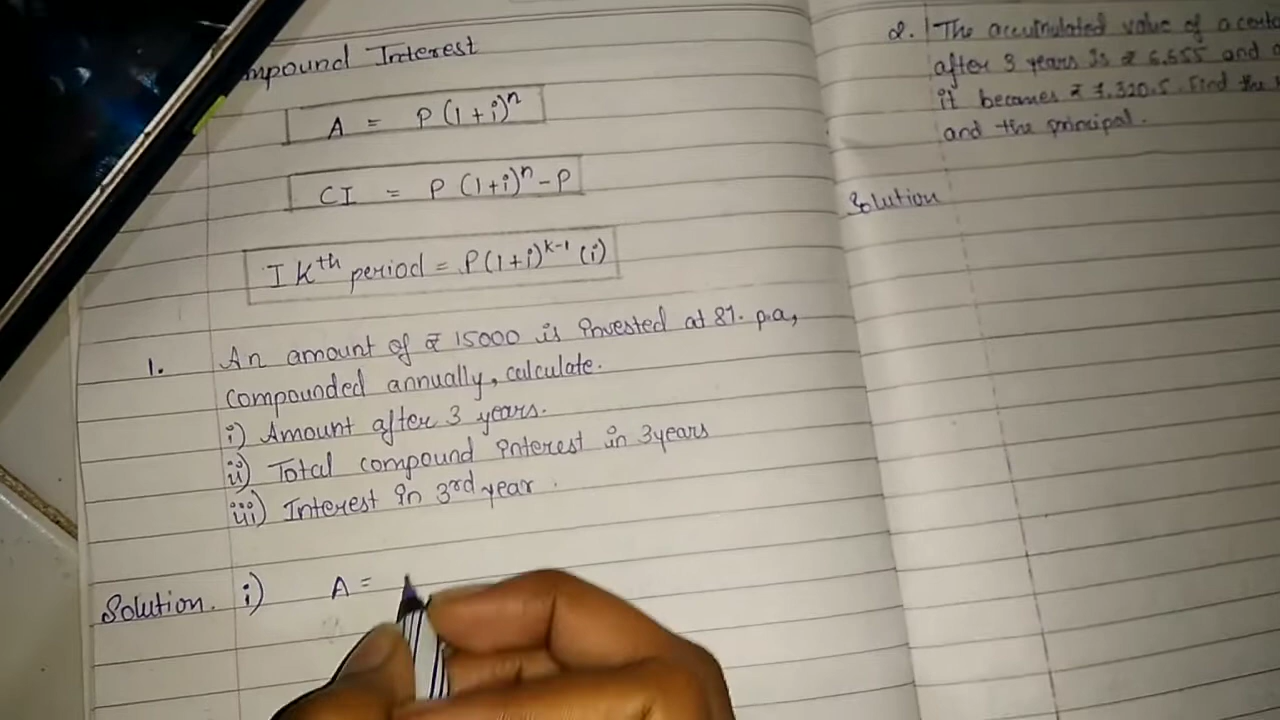 mpound Interest
A = P(1+i)ⁿ
CI = P(1+i)ⁿ-P
I Kᵗʰ period = P(1+i)ᵏ⁻¹ (i)
1. An amount of ₹ 15000 is invested at 8%. p.a,
compounded annually, calculate.
i) Amount after 3 years.
ii) Total compound interest in 3years
iii) Interest in 3rd year.
Solution. i) A =
2. The accumulated value of a
after 3 years is ₹ 6,655 and
it becomes ₹ 7,320.5. Find the
and the principal.
Solution